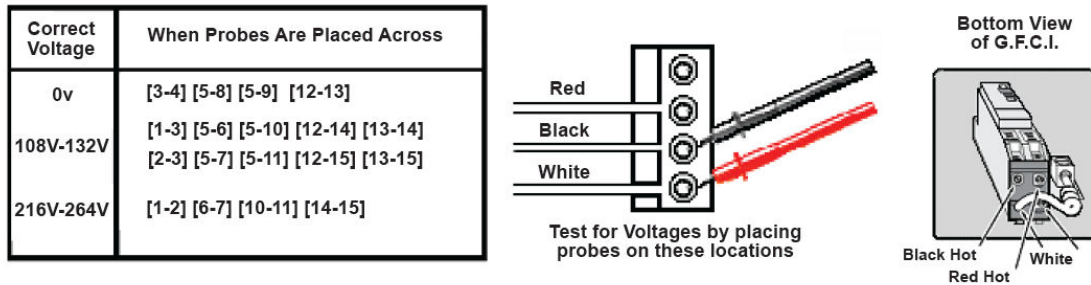 Correct
Voltage
When Probes Are Placed Across
0v
[3-4] [5-8] [5-9] [12-13]
108V-132V
[1-3] [5-6] [5-10] [12-14] [13-14]
[2-3] [5-7] [5-11] [12-15] [13-15]
216V-264V
[1-2] [6-7] [10-11] [14-15]
Red
Black
White
Test for Voltages by placing
probes on these locations
Bottom View
of G.F.C.I.
Black Hot
White
Red Hot